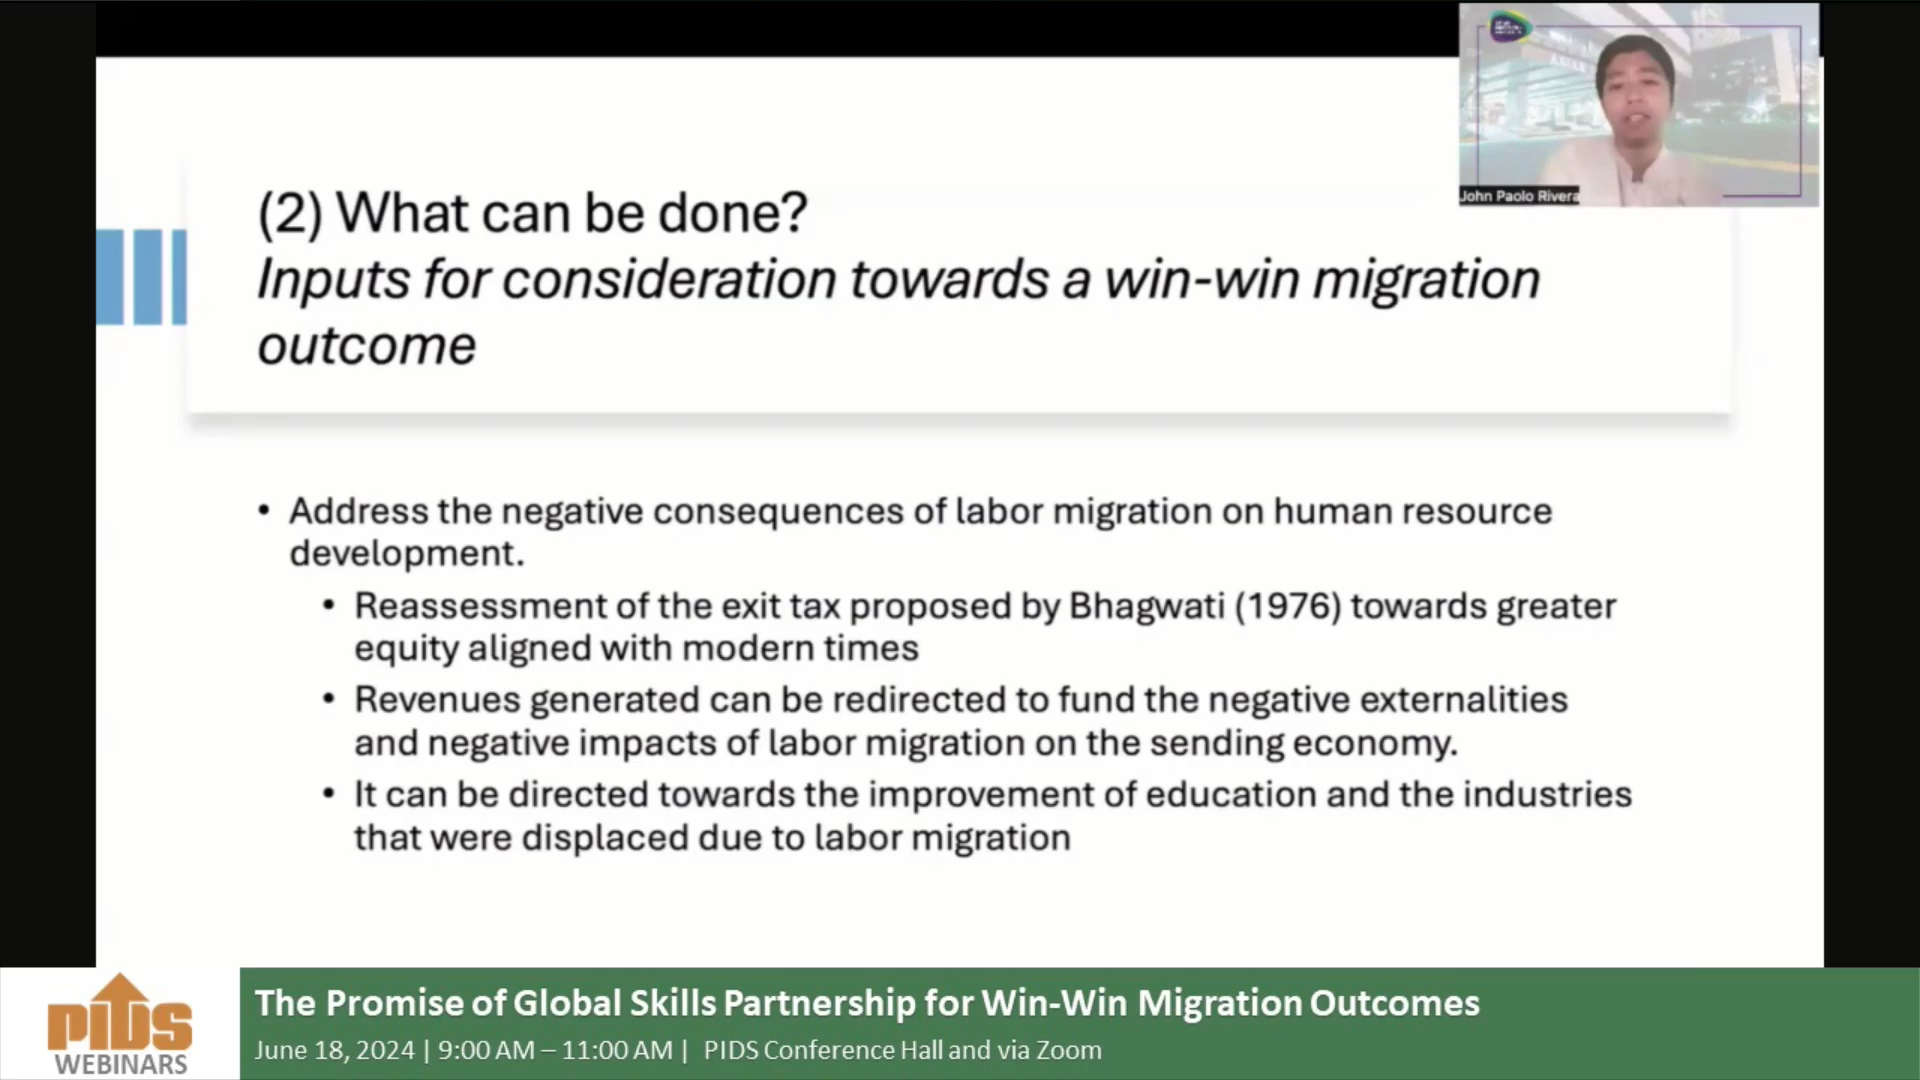 John Paolo Rivera
(2) What can be done?
Inputs for consideration towards a win-win migration
outcome
• Address the negative consequences of labor migration on human resource
development.
• Reassessment of the exit tax proposed by Bhagwati (1976) towards greater
equity aligned with modern times
• Revenues generated can be redirected to fund the negative externalities
and negative impacts of labor migration on the sending economy.
• It can be directed towards the improvement of education and the industries
that were displaced due to labor migration
PIDS
WEBINARS
The Promise of Global Skills Partnership for Win-Win Migration Outcomes
June 18, 2024 | 9:00 AM – 11:00 AM | PIDS Conference Hall and via Zoom